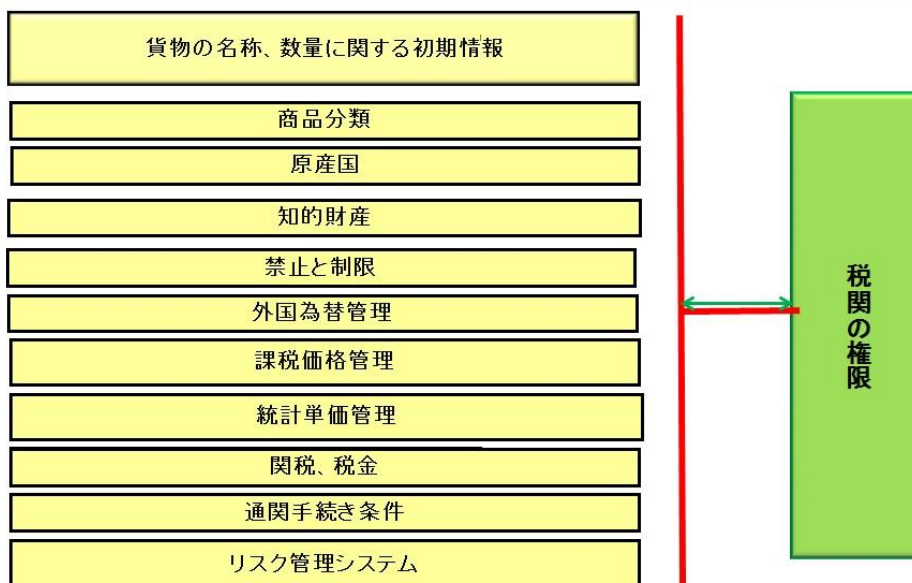 貨物の名称、数量に関する初期情報
商品分類
原産国
知的財産
禁止と制限
外国為替管理
課税価格管理
統計単価管理
関税、税金
通関手続き条件
リスク管理システム
税関の権限